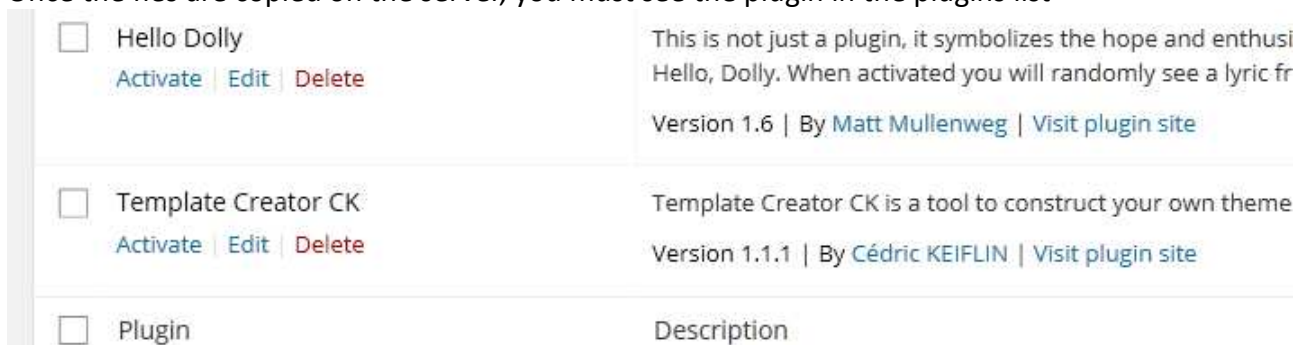 Once the files are copied on the server, you must see the plugin in the plugins list
Hello Dolly
Activate | Edit | Delete
This is not just a plugin, it symbolizes the hope and enthusi
Hello, Dolly. When activated you will randomly see a lyric fr
Version 1.6 | By Matt Mullenweg | Visit plugin site
Template Creator CK
Activate | Edit | Delete
Template Creator CK is a tool to construct your own theme
Version 1.1.1 | By Cédric KEIFLIN | Visit plugin site
Plugin
Description